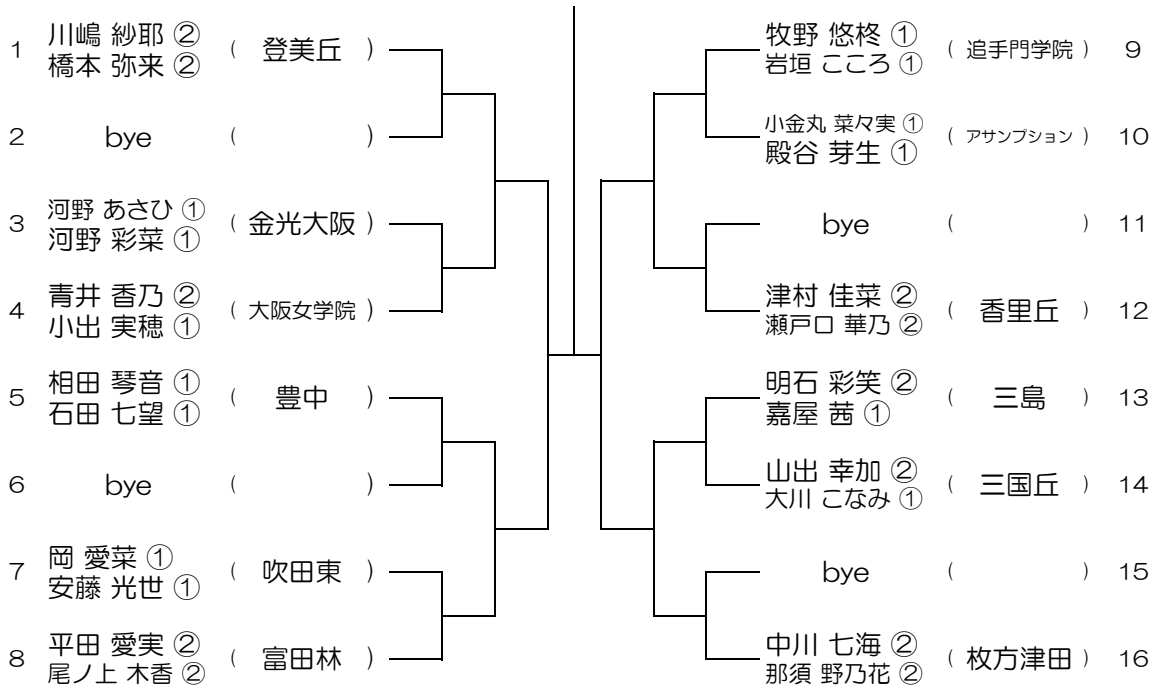 1 川嶋 紗耶 ② ( 登美丘 )
橋本 弥来 ②
2 bye ( )
3 河野 あさひ ① ( 金光大阪 )
河野 彩菜 ①
4 青井 香乃 ② ( 大阪女学院 )
小出 実穂 ①
5 相田 琴音 ① ( 豊中 )
石田 七望 ①
6 bye ( )
7 岡 愛菜 ① ( 吹田東 )
安藤 光世 ①
8 平田 愛実 ② ( 富田林 )
尾ノ上 木香 ②
牧野 悠柊 ① ( 追手門学院 ) 9
岩垣 こころ ①
小金丸 菜々実 ① ( アサンプション ) 10
殿谷 芽生 ①
bye ( ) 11
津村 佳菜 ② ( 香里丘 ) 12
瀬戸口 華乃 ②
明石 彩笑 ② ( 三島 ) 13
嘉屋 茜 ①
山出 幸加 ② ( 三国丘 ) 14
大川 こなみ ①
bye ( ) 15
中川 七海 ② ( 枚方津田 ) 16
那須 野乃花 ②